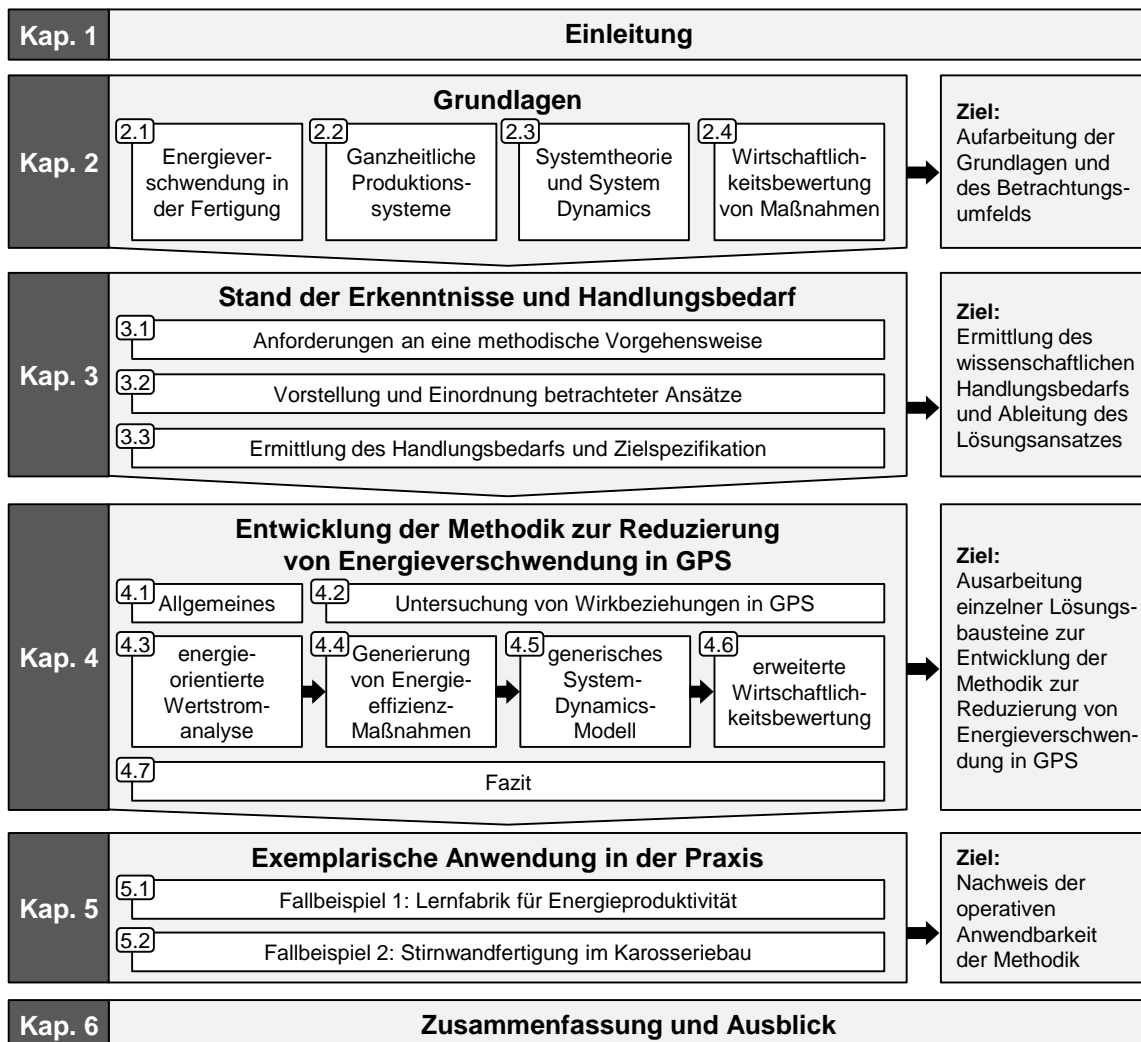 Kap. 1
Einleitung
Kap. 2
Grundlagen
2.1
Energiever-
schwendung in
der Fertigung
2.2
Ganzheitliche
Produktions-
systeme
2.3
Systemtheorie
und System
Dynamics
2.4
Wirtschaftlich-
keitsbewertung
von Maßnahmen
Ziel:
Aufarbeitung der
Grundlagen und
des Betrachtungs-
umfelds
Kap. 3
Stand der Erkenntnisse und Handlungsbedarf
3.1
Anforderungen an eine methodische Vorgehensweise
3.2
Vorstellung und Einordnung betrachteter Ansätze
3.3
Ermittlung des Handlungsbedarfs und Zielspezifikation
Ziel:
Ermittlung des
wissenschaftlichen
Handlungsbedarfs
und Ableitung des
Lösungsansatzes
Kap. 4
Entwicklung der Methodik zur Reduzierung
von Energieverschwendung in GPS
4.1
Allgemeines
4.2
Untersuchung von Wirkbeziehungen in GPS
4.3
energie-
orientierte
Wertstrom-
analyse
4.4
Generierung
von Energie-
effizienz-
Maßnahmen
4.5
generisches
System-
Dynamics-
Modell
4.6
erweiterte
Wirtschaftlich-
keitsbewertung
4.7
Fazit
Ziel:
Ausarbeitung
einzelner Lösungs-
bausteine zur
Entwicklung der
Methodik zur
Reduzierung von
Energieverschwen-
dung in GPS
Kap. 5
Exemplarische Anwendung in der Praxis
5.1
Fallbeispiel 1: Lernfabrik für Energieproduktivität
5.2
Fallbeispiel 2: Stirnwandfertigung im Karosseriebau
Ziel:
Nachweis der
operativen
Anwendbarkeit
der Methodik
Kap. 6
Zusammenfassung und Ausblick